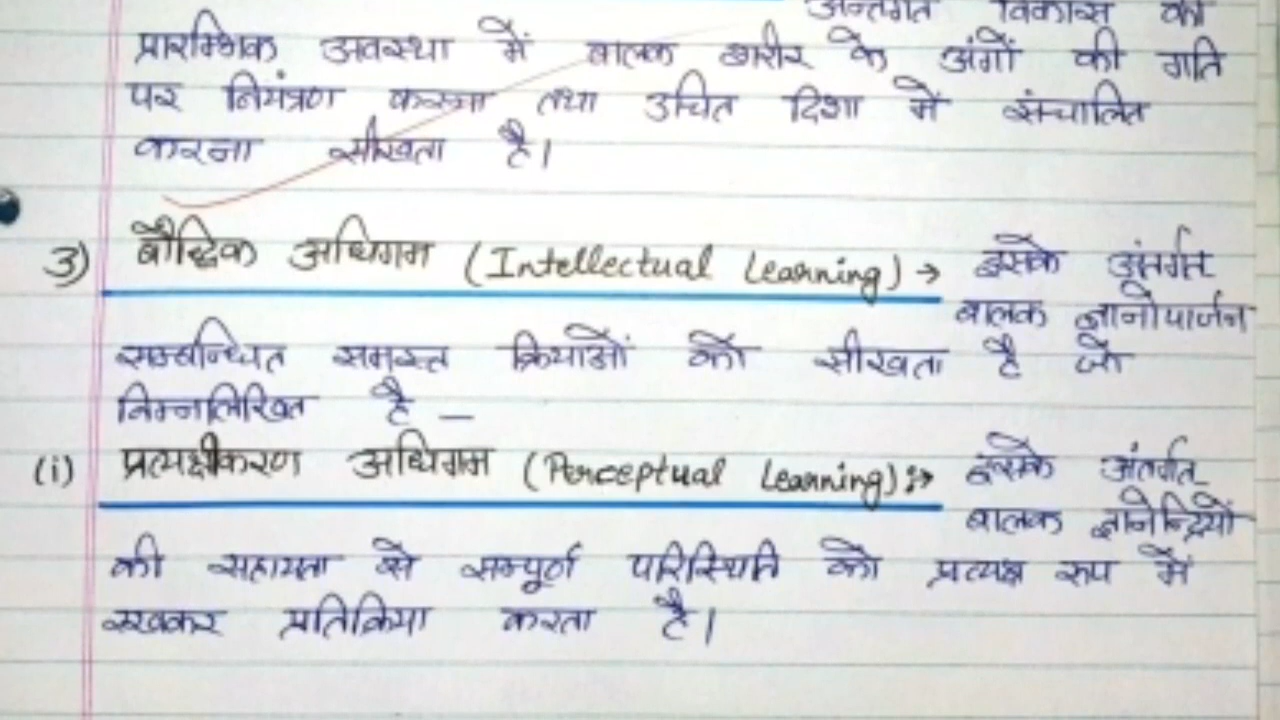 अन्तर्गत विकास की
प्रारम्भिक अवस्था में बालक शरीर के अंगों की गति
पर नियंत्रण करना तथा उचित दिशा में संचालित
करना सीखता है।
3) बौद्धिक अधिगम (Intellectual Learning) → इसके अंतर्गत
बालक ज्ञानोपार्जन
सम्बन्धित समस्त क्रियाओं को सीखता है जो
निम्नलिखित है –
(i) प्रत्यक्षीकरण अधिगम (Perceptual Learning) :→ इसके अंतर्गत
बालक ज्ञानेन्द्रियों
की सहायता से सम्पूर्ण परिस्थिति को प्रत्यक्ष रूप में
रखकर प्रतिक्रिया करता है।